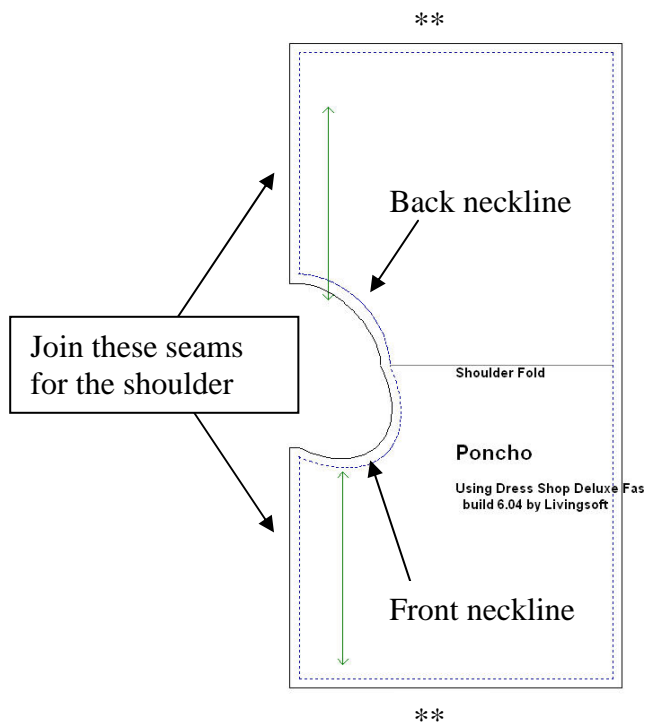 **
Back neckline
Join these seams
for the shoulder
Shoulder Fold
Poncho
Using Dress Shop Deluxe Fas
build 6.04 by Livingsoft
Front neckline
**